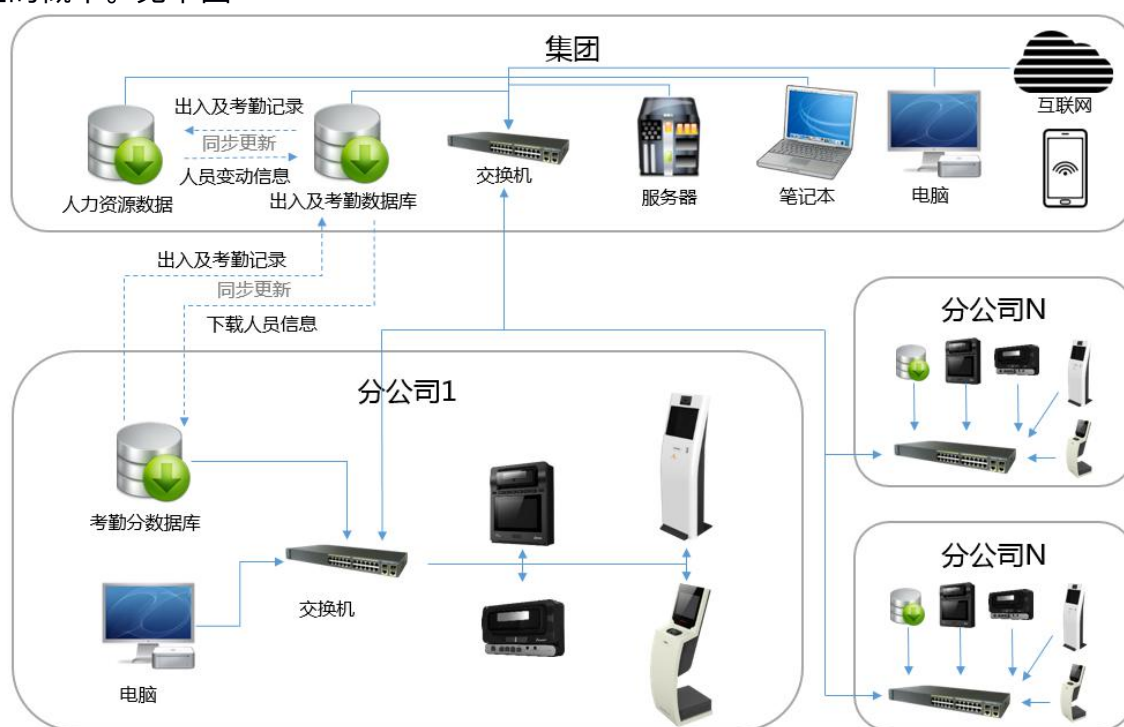 集团
互联网
出入及考勤记录
同步更新
人员变动信息
人力资源数据
出入及考勤数据库
交换机
服务器
笔记本
电脑
出入及考勤记录
同步更新
下载人员信息
分公司N
分公司1
考勤分数据库
交换机
电脑
分公司N